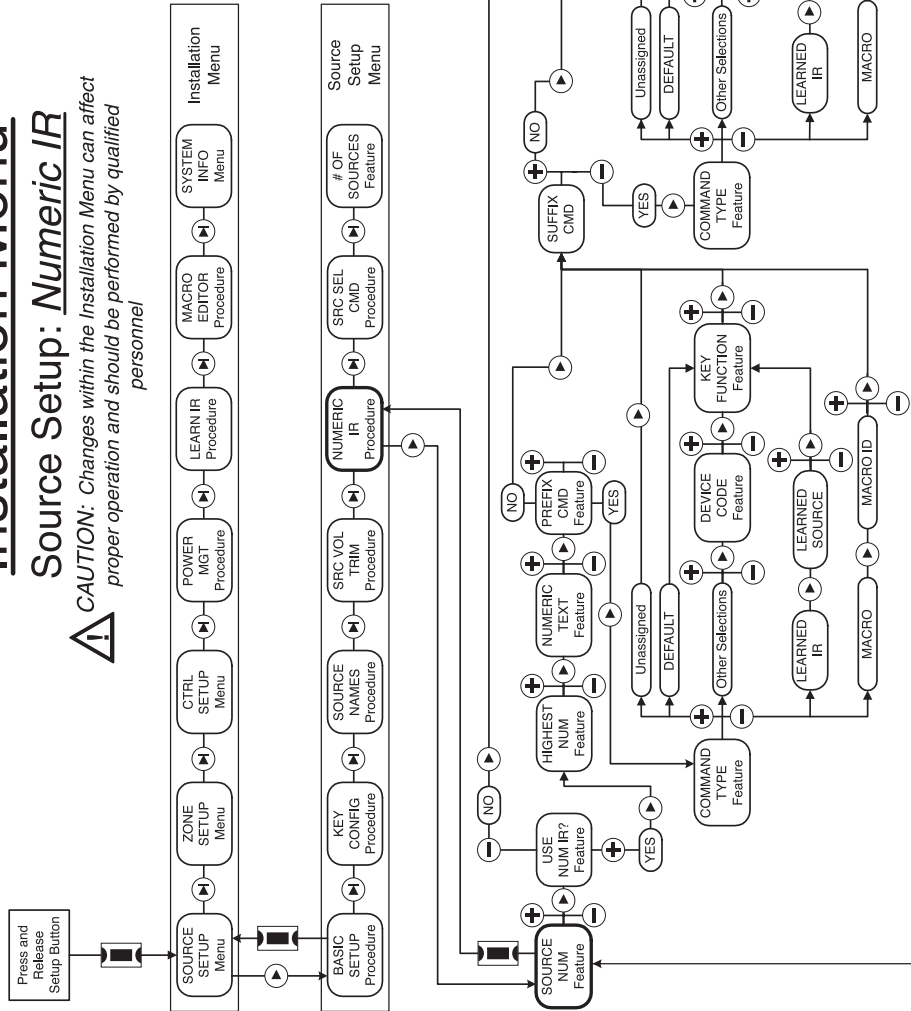 Source Setup: Numeric IR
CAUTION: Changes within the Installation Menu can affect
proper operation and should be performed by qualified
personnel
Press and
Release
Setup Button
SOURCE
SETUP
Menu
ZONE
SETUP
Menu
CTRL
SETUP
Menu
POWER
MGT
Procedure
LEARN IR
Procedure
MACRO
EDITOR
Procedure
SYSTEM
INFO
Menu
Installation
Menu
BASIC
SETUP
Procedure
KEY
CONFIG
Procedure
SOURCE
NAMES
Procedure
SRC VOL
TRIM
Procedure
NUMERIC
IR
Procedure
SRC SEL
CMD
Procedure
# OF
SOURCES
Feature
Source
Setup
Menu
SOURCE
NUM
Feature
USE
NUM IR?
Feature
NO
YES
HIGHEST
NUM
Feature
NUMERIC
TEXT
Feature
PREFIX
CMD
Feature
NO
YES
SUFFIX
CMD
NO
YES
COMMAND
TYPE
Feature
Unassigned
DEFAULT
Other Selections
LEARNED
IR
MACRO
DEVICE
CODE
Feature
KEY
FUNCTION
Feature
LEARNED
SOURCE
MACRO ID
COMMAND
TYPE
Feature
Unassigned
DEFAULT
Other Selections
LEARNED
IR
MACRO